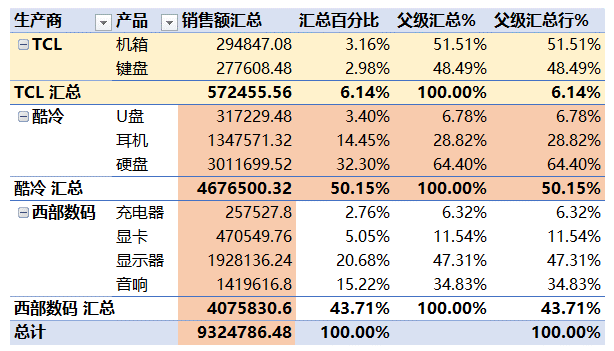 生产商 产品 销售额汇总 汇总百分比 父级汇总% 父级汇总行%
TCL 机箱 294847.08 3.16% 51.51% 51.51%
键盘 277608.48 2.98% 48.49% 48.49%
TCL 汇总 572455.56 6.14% 100.00% 6.14%
酷冷 U盘 317229.48 3.40% 6.78% 6.78%
耳机 1347571.32 14.45% 28.82% 28.82%
硬盘 3011699.52 32.30% 64.40% 64.40%
酷冷 汇总 4676500.32 50.15% 100.00% 50.15%
西部数码 充电器 257527.8 2.76% 6.32% 6.32%
显卡 470549.76 5.05% 11.54% 11.54%
显示器 1928136.24 20.68% 47.31% 47.31%
音响 1419616.8 15.22% 34.83% 34.83%
西部数码 汇总 4075830.6 43.71% 100.00% 43.71%
总计 9324786.48 100.00% 100.00%